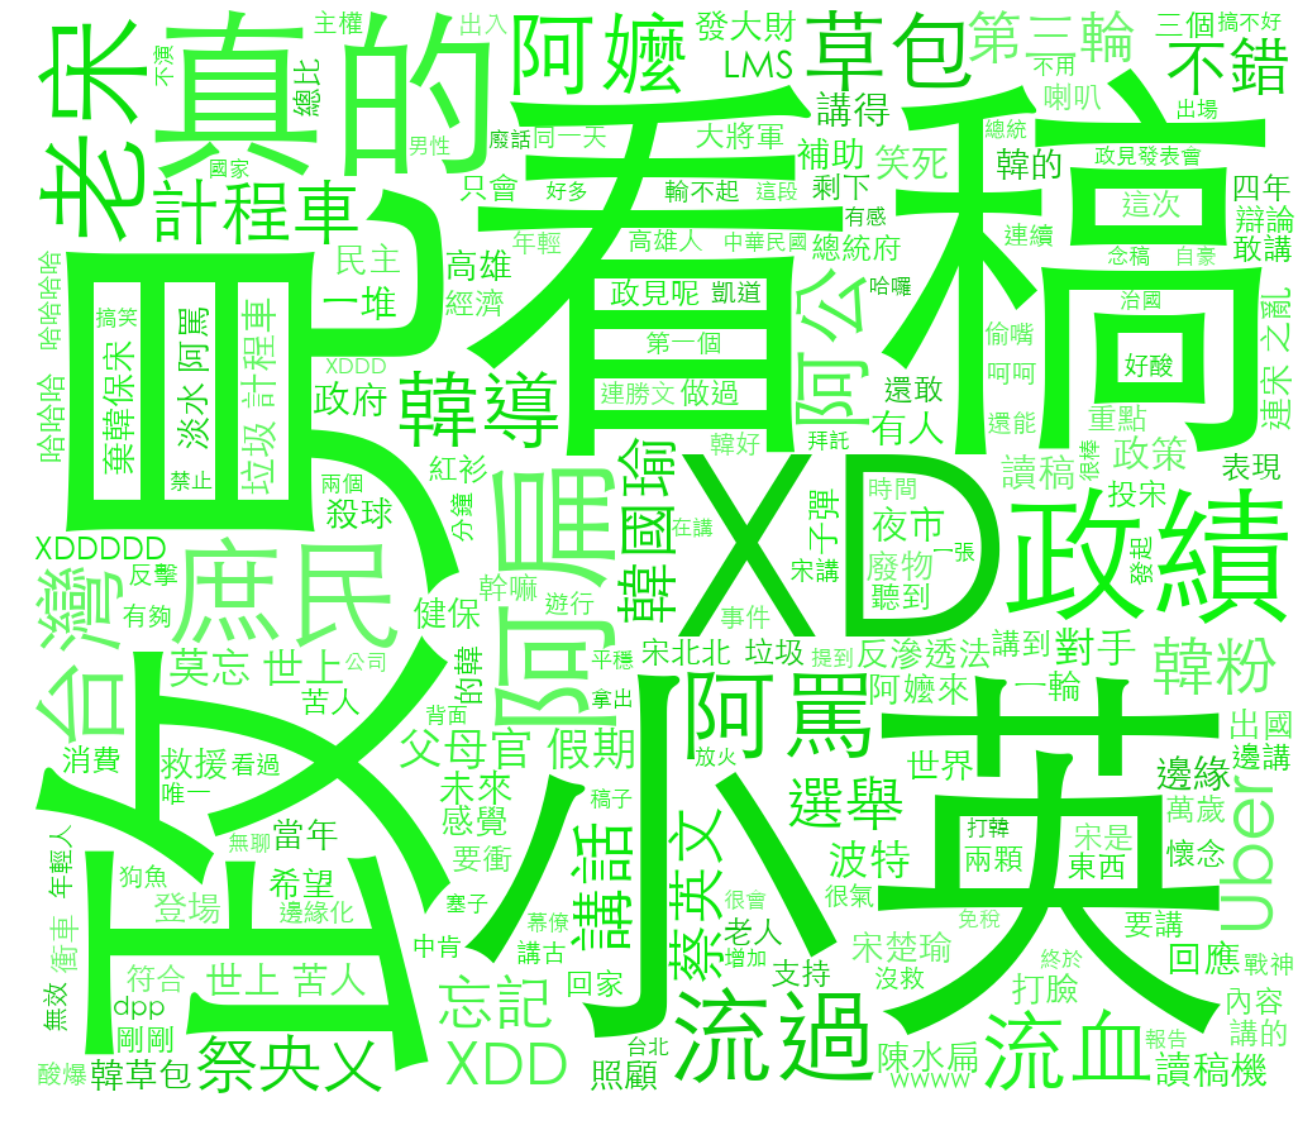 主權
出入
真的
不演
總比
老宋
國家
計程車
阿嬤
發大財
LMS
草包
第三輪
三個
搞不好
不錯
不用
喇叭
出場
男性
廢話
同一天
大將軍
講得
補助
笑死
總統
韓的
政見發表會
四年
辯論
敢講
只會
好多
輸不起
這段
剩下
有感
這次
看稿
民主
高雄
年輕
高雄人
中華民國
總統府
連續
念稿
自豪
一堆
經濟
政見呢
凱道
阿公
哈囉
治國
政見
搞笑
棄韓保宋
淡水 阿罵
垃圾 計程車
XDDD
政府
韓導
第一個
連勝文
做過
還敢
偷嘴
呵呵
好酸
連宋 之亂
哈哈哈哈
哈哈哈
有人
還能
重點
韓好
拜託
紅衫
禁止
兩個
殺球
分鐘
阿扁
韓國瑜
在講
XD
子彈
時間
夜市
讀稿
很棒
政策
投宋
表現
政績
發起
XDDDDD
反擊
有夠
台灣
庶民
幹嘛
遊行
健保
廢物
一張
宋講
聽到
事件
莫忘 世上
公司
苦人
的韓
平穩
宋北北
垃圾
提到
反滲透法
講到
對手
韓粉
拿出
背面
阿罵
阿嬤來
一輪
消費
救援
看過
唯一
父母官
假期
放火
小英
世界
邊緣
出國
邊講
Uber
未來
感覺
稿子
選舉
萬歲
無聊
當年
要衝
講話
蔡英文
波特
打韓
兩顆
宋是
東西
懷念
年輕人
狗魚
希望
登場
邊緣化
塞子
幕僚
很會
很氣
免稅
要講
衝車
中肯
講古
老人
增加
宋楚瑜
終於
回應
戰神
無效
符合
世上 苦人
忘記
回家
支持
沒救
打臉
內容
dpp
剛剛
流過
流血
講的
酸爆
韓草包
祭央乂
XDD
台北
照顧
陳水扁
wwww
報告
讀稿機